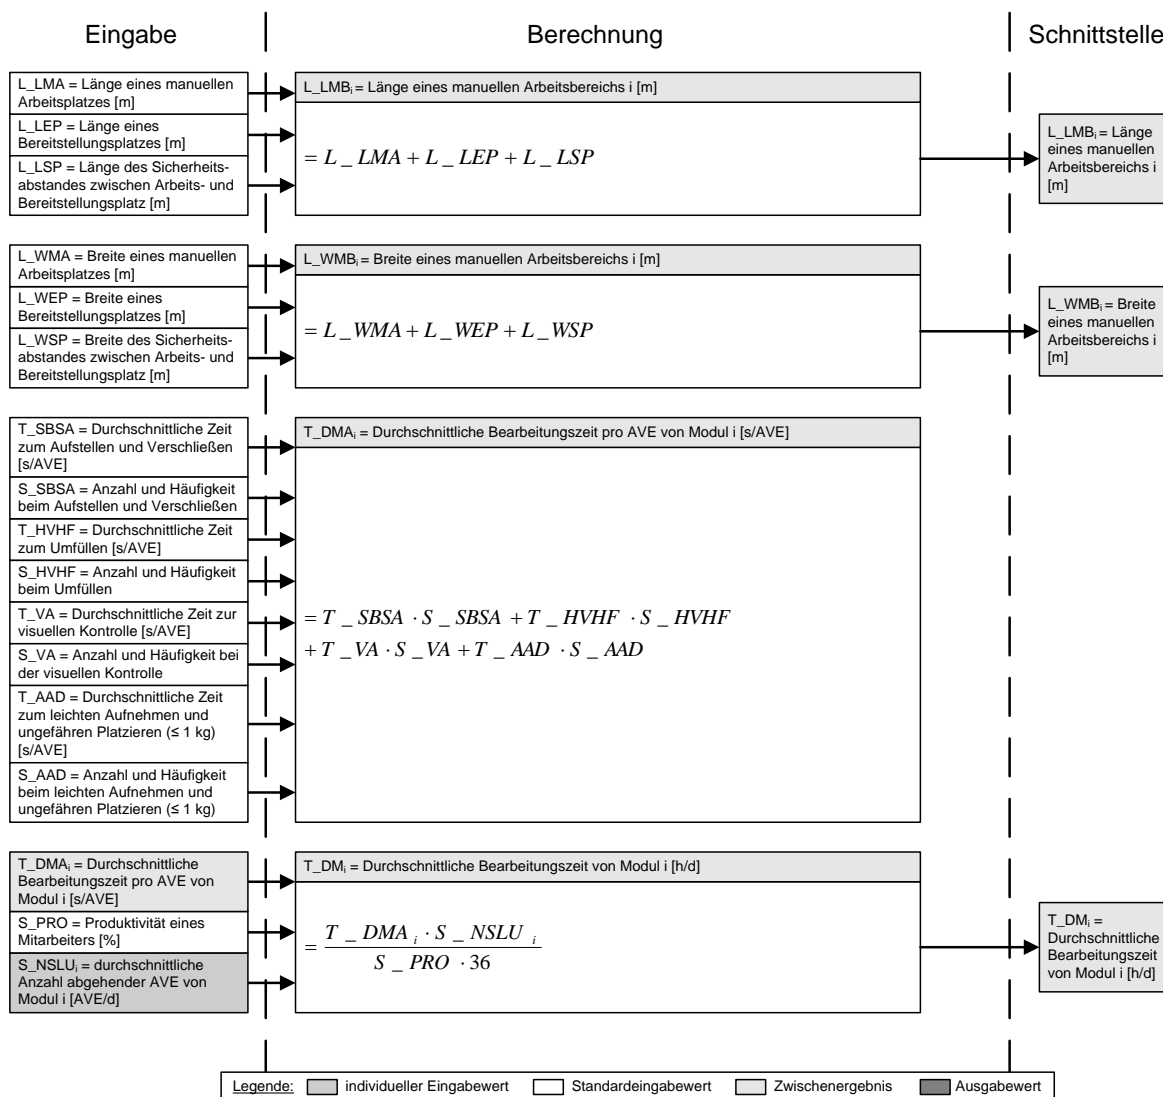 Eingabe
Berechnung
Schnittstelle
L_LMA = Länge eines manuellen
Arbeitsplatzes [m]
L_LEP = Länge eines
Bereitstellungsplatzes [m]
L_LSP = Länge des Sicherheits-
abstandes zwischen Arbeits- und
Bereitstellungsplatz [m]
L_LMBᵢ = Länge eines manuellen Arbeitsbereichs i [m]
= L _ LMA + L _ LEP + L _ LSP
L_LMBᵢ = Länge
eines manuellen
Arbeitsbereichs i
[m]
L_WMA = Breite eines manuellen
Arbeitsplatzes [m]
L_WEP = Breite eines
Bereitstellungsplatzes [m]
L_WSP = Breite des Sicherheits-
abstandes zwischen Arbeits- und
Bereitstellungsplatz [m]
L_WMBᵢ = Breite eines manuellen Arbeitsbereichs i [m]
= L _ WMA + L _ WEP + L _ WSP
L_WMBᵢ = Breite
eines manuellen
Arbeitsbereichs i
[m]
T_SBSA = Durchschnittliche Zeit
zum Aufstellen und Verschließen
[s/AVE]
S_SBSA = Anzahl und Häufigkeit
beim Aufstellen und Verschließen
T_HVHF = Durchschnittliche Zeit
zum Umfüllen [s/AVE]
S_HVHF = Anzahl und Häufigkeit
beim Umfüllen
T_VA = Durchschnittliche Zeit zur
visuellen Kontrolle [s/AVE]
S_VA = Anzahl und Häufigkeit bei
der visuellen Kontrolle
T_AAD = Durchschnittliche Zeit
zum leichten Aufnehmen und
ungefähren Platzieren (≤ 1 kg)
[s/AVE]
S_AAD = Anzahl und Häufigkeit
beim leichten Aufnehmen und
ungefähren Platzieren (≤ 1 kg)
T_DMAᵢ = Durchschnittliche Bearbeitungszeit pro AVE von Modul i [s/AVE]
= T _ SBSA · S _ SBSA + T _ HVHF · S _ HVHF
+ T _ VA · S _ VA + T _ AAD · S _ AAD
T_DMAᵢ = Durchschnittliche
Bearbeitungszeit pro AVE von
Modul i [s/AVE]
S_PRO = Produktivität eines
Mitarbeiters [%]
S_NSLUᵢ = durchschnittliche
Anzahl abgehender AVE von
Modul i [AVE/d]
T_DMᵢ = Durchschnittliche Bearbeitungszeit von Modul i [h/d]
T _ DMA ᵢ · S _ NSLU ᵢ
=
S _ PRO · 36
T_DMᵢ =
Durchschnittliche
Bearbeitungszeit
von Modul i [h/d]
Legende: individueller Eingabewert Standardeingabewert Zwischenergebnis Ausgabewert